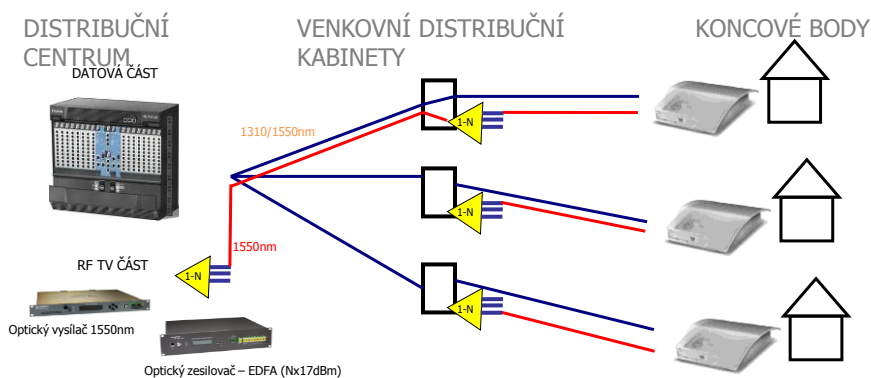 DISTRIBUČNÍ
CENTRUM
VENKOVNÍ DISTRIBUČNÍ
KABINETY
KONCOVÉ BODY
DATOVÁ ČÁST
1310/1550nm
1-N
1-N
1550nm
RF TV ČÁST
1-N
1-N
Optický vysílač 1550nm
Optický zesilovač – EDFA (Nx17dBm)